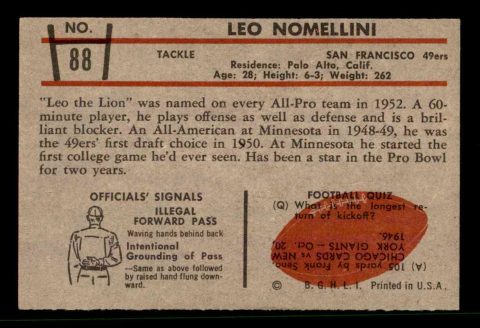 NO.
88
LEO NOMELLINI
TACKLE
SAN FRANCISCO 49ers
Residence: Palo Alto, Calif.
Age: 28; Height: 6-3; Weight: 262
"Leo the Lion" was named on every All-Pro team in 1952. A 60-
minute player, he plays offense as well as defense and is a bril-
liant blocker. An All-American at Minnesota in 1948-49, he was
the 49ers' first draft choice in 1950. At Minnesota he started the
first college game he'd ever seen. Has been a star in the Pro Bowl
for two years.
OFFICIALS' SIGNALS
ILLEGAL
FORWARD PASS
Waving hands behind back
Intentional
Grounding of Pass
—Same as above followed
by raised hand flung down-
ward.
FOOTBALL QUIZ
(Q) What is the longest re-
turn of kickoff?
(A) 105 yards by Frank Seno,
CHICAGO CARDS vs NEW
YORK GIANTS — Oct. 20,
1946.
© B. G. H. L. I. Printed in U.S.A.